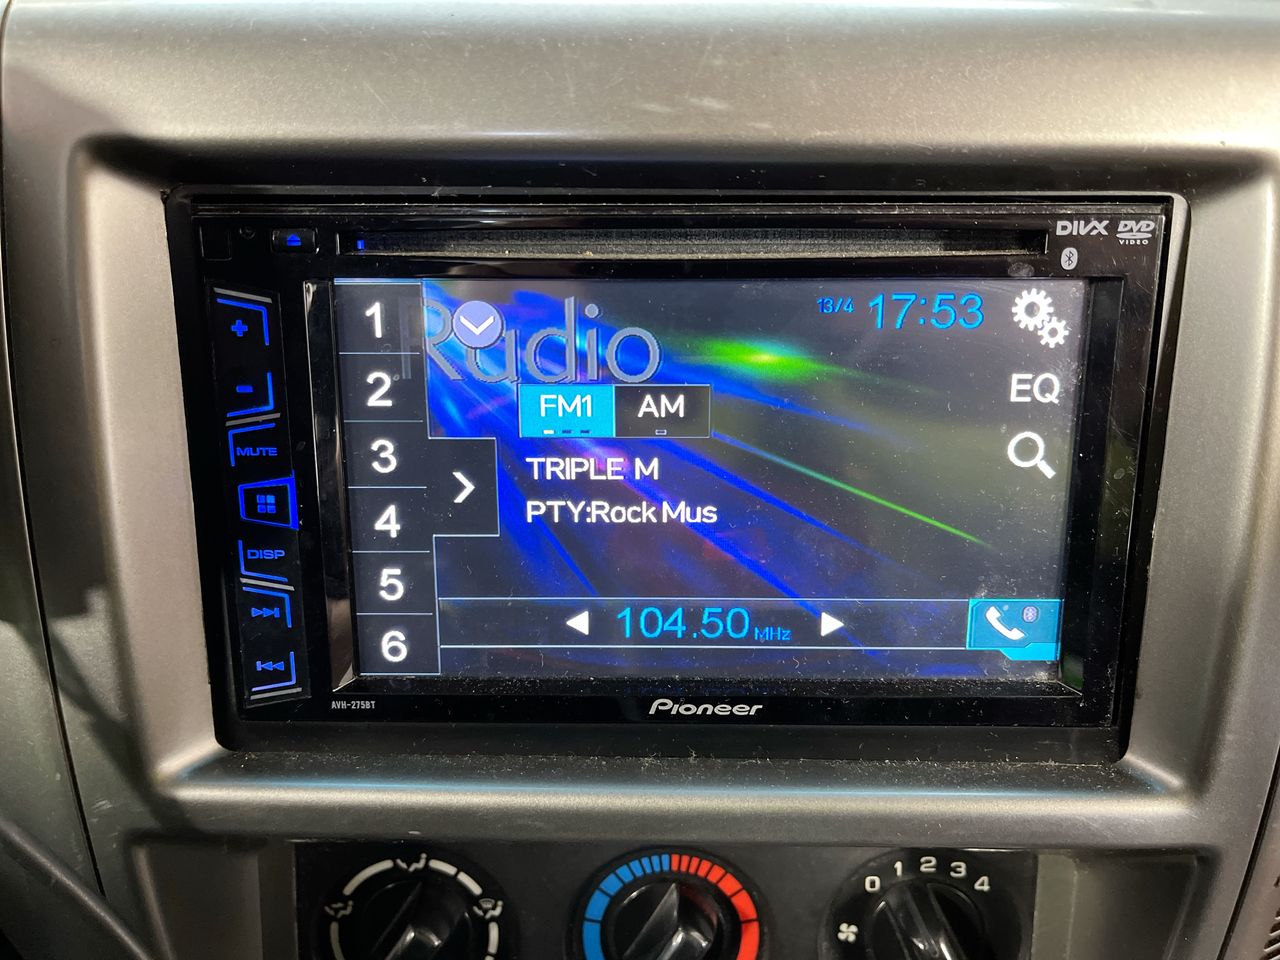 DIVX DVD
VIDEO
+
-
MUTE
DISP
1
2
3
4
5
6
Radio
13/4 17:53
EQ
FM1 AM
TRIPLE M
PTY:Rock Mus
104.50 MHz
AVH-275BT
Pioneer
0 1 2 3 4